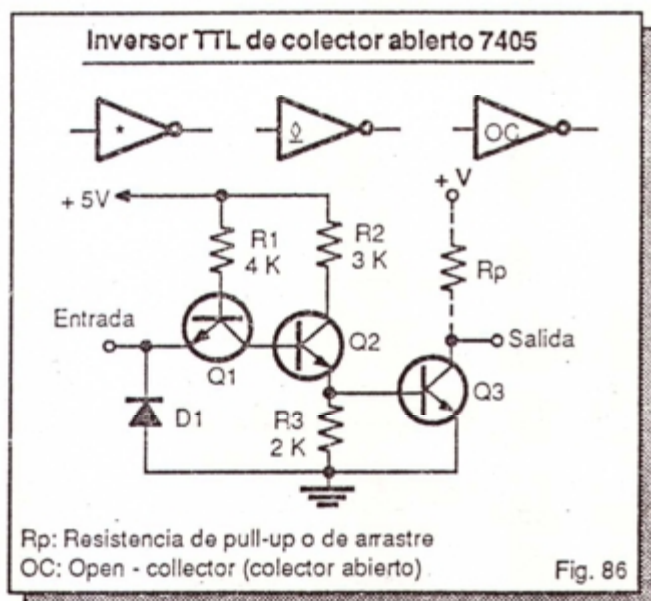 Inversor TTL de colector abierto 7405
*
OC
+ V
+ 5V
R1
4 K
R2
3 K
Rp
Entrada
Salida
Q1
Q2
Q3
D1
R3
2 K
Rp: Resistencia de pull-up o de arrastre
OC: Open - collector (colector abierto)
Fig. 86